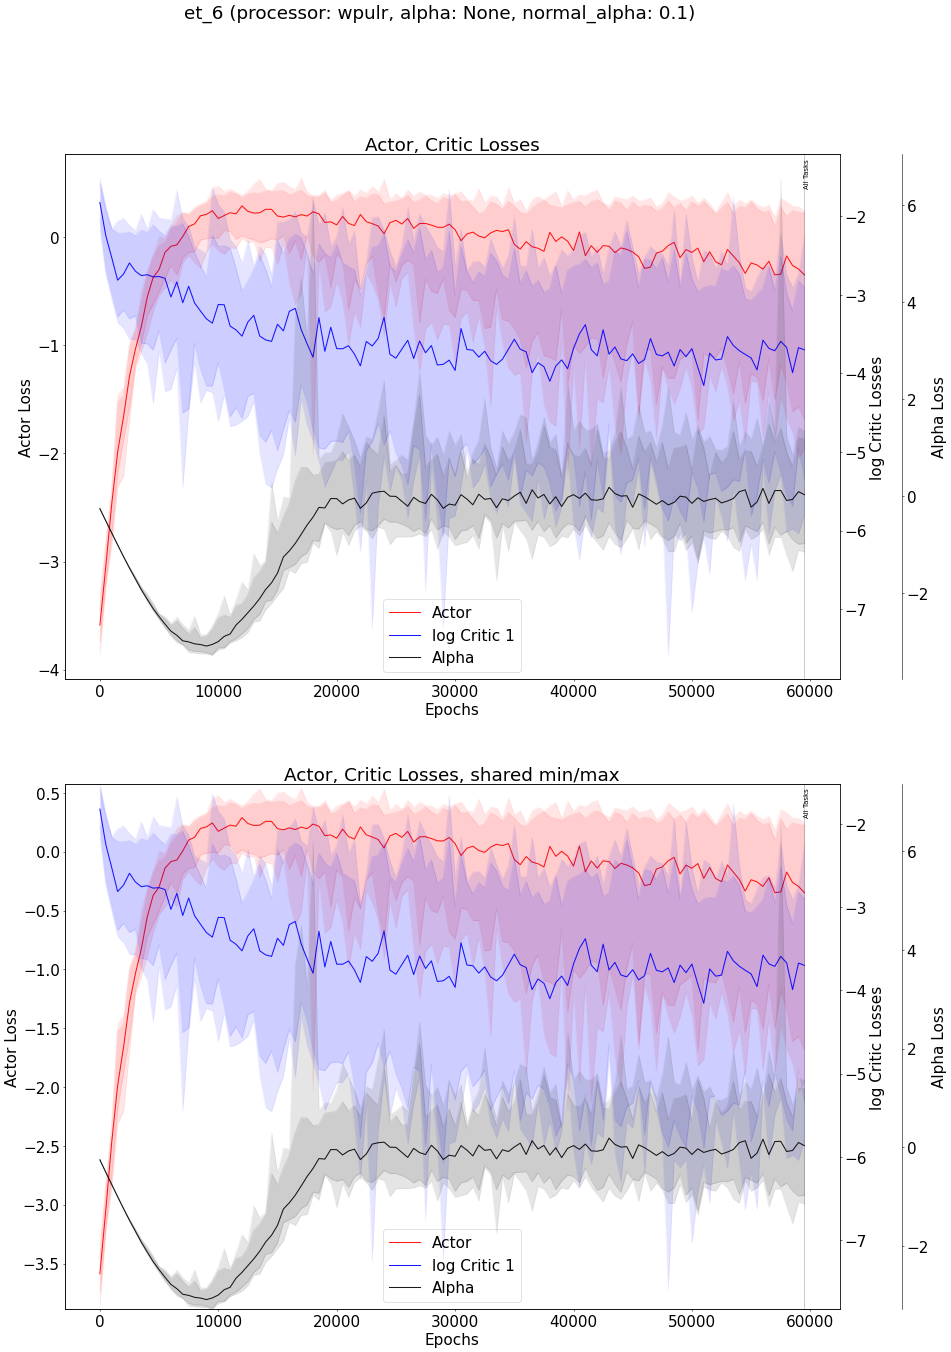 et_6 (processor: wpulr, alpha: None, normal_alpha: 0.1)
Actor, Critic Losses
All Tasks
Actor Loss
0
−1
−2
−3
−4
log Critic Losses
−2
−3
−4
−5
−6
−7
Alpha Loss
6
4
2
0
−2
Actor
log Critic 1
Alpha
0 10000 20000 30000 40000 50000 60000
Epochs
Actor, Critic Losses, shared min/max
All Tasks
Actor Loss
0.5
0.0
−0.5
−1.0
−1.5
−2.0
−2.5
−3.0
−3.5
log Critic Losses
−2
−3
−4
−5
−6
−7
Alpha Loss
6
4
2
0
−2
Actor
log Critic 1
Alpha
0 10000 20000 30000 40000 50000 60000
Epochs